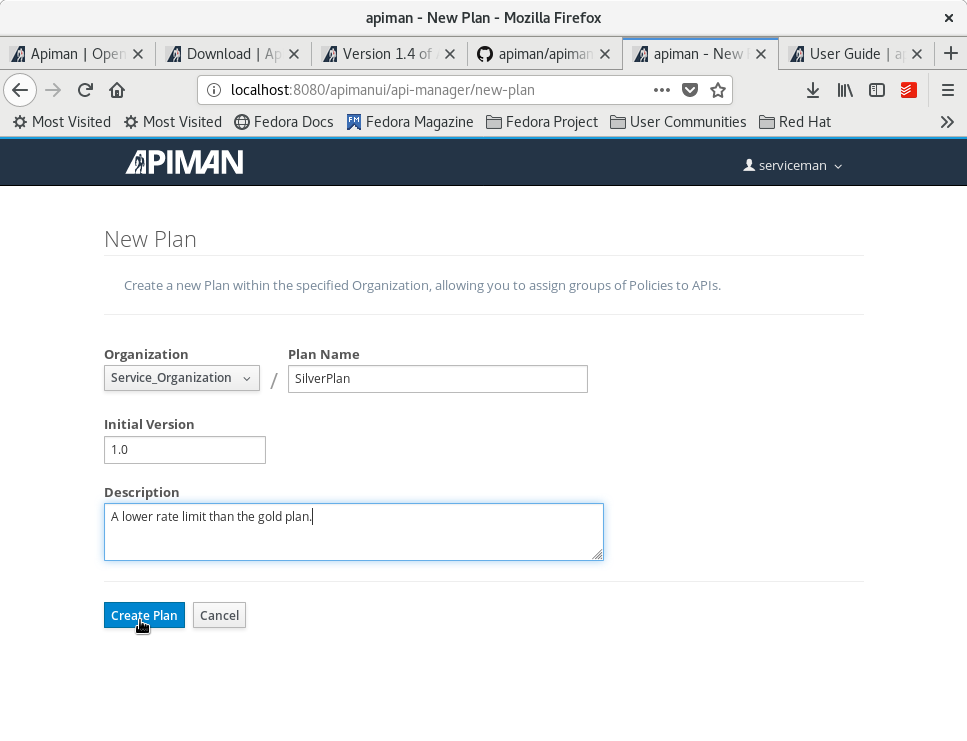 apiman - New Plan - Mozilla Firefox
Apiman | Open
Download | Ap
Version 1.4 of
apiman/apiman
apiman - New
User Guide | a
localhost:8080/apimanui/api-manager/new-plan
Most Visited
Most Visited
Fedora Docs
FM
Fedora Magazine
Fedora Project
User Communities
Red Hat
APIMAN
serviceman
New Plan
Create a new Plan within the specified Organization, allowing you to assign groups of Policies to APIs.
Organization
Plan Name
Service_Organization
/
SilverPlan
Initial Version
1.0
Description
A lower rate limit than the gold plan.
Create Plan
Cancel